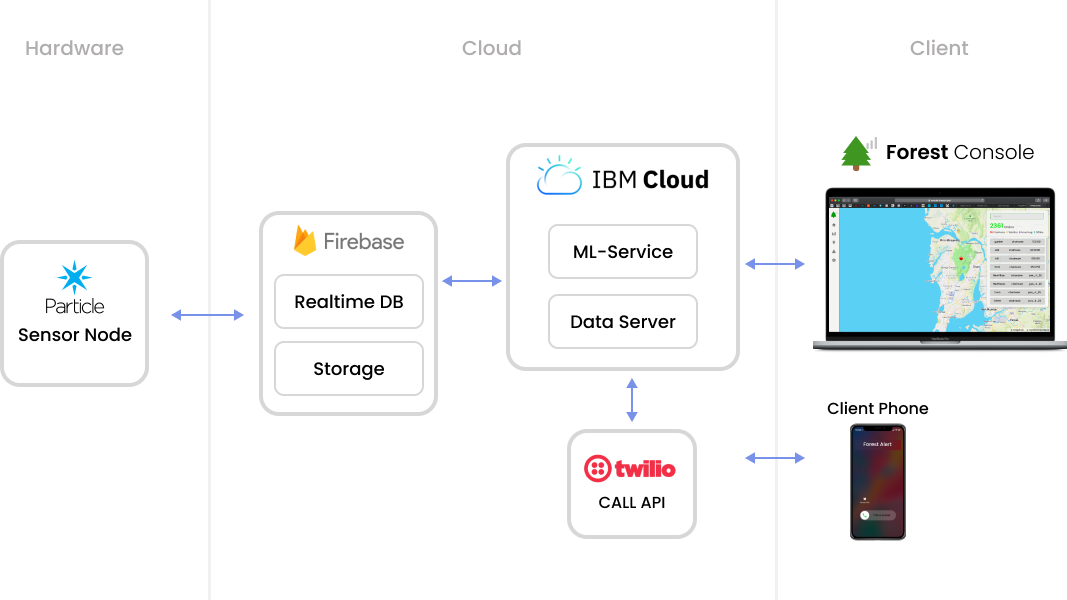 Hardware
Cloud
Client
Particle
Sensor Node
Firebase
Realtime DB
Storage
IBM Cloud
ML-Service
Data Server
twilio
CALL API
Forest Console
2361
Client Phone
Forest Alert